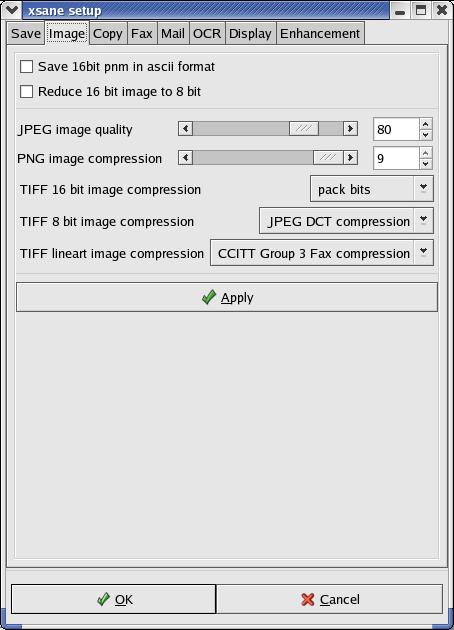 xsane setup
Save Image Copy Fax Mail OCR Display Enhancement
Save 16bit pnm in ascii format
Reduce 16 bit image to 8 bit
JPEG image quality 80
PNG image compression 9
TIFF 16 bit image compression pack bits
TIFF 8 bit image compression JPEG DCT compression
TIFF lineart image compression CCITT Group 3 Fax compression
Apply
OK Cancel